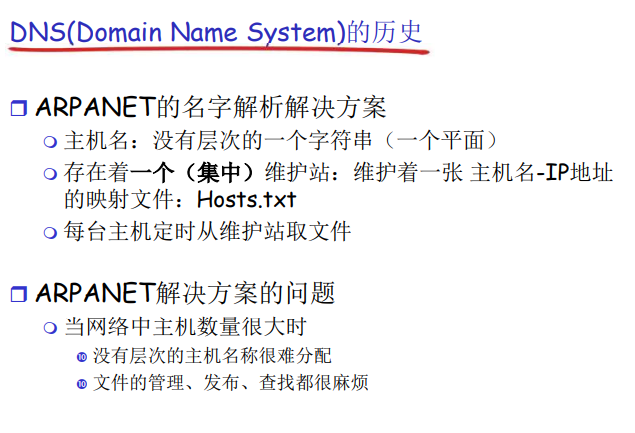 DNS(Domain Name System)的历史
ARPANET的名字解析解决方案
主机名：没有层次的一个字符串（一个平面）
存在着一个（集中）维护站：维护着一张 主机名-IP地址
的映射文件：Hosts.txt
每台主机定时从维护站取文件
ARPANET解决方案的问题
当网络中主机数量很大时
没有层次的主机名称很难分配
文件的管理、发布、查找都很麻烦